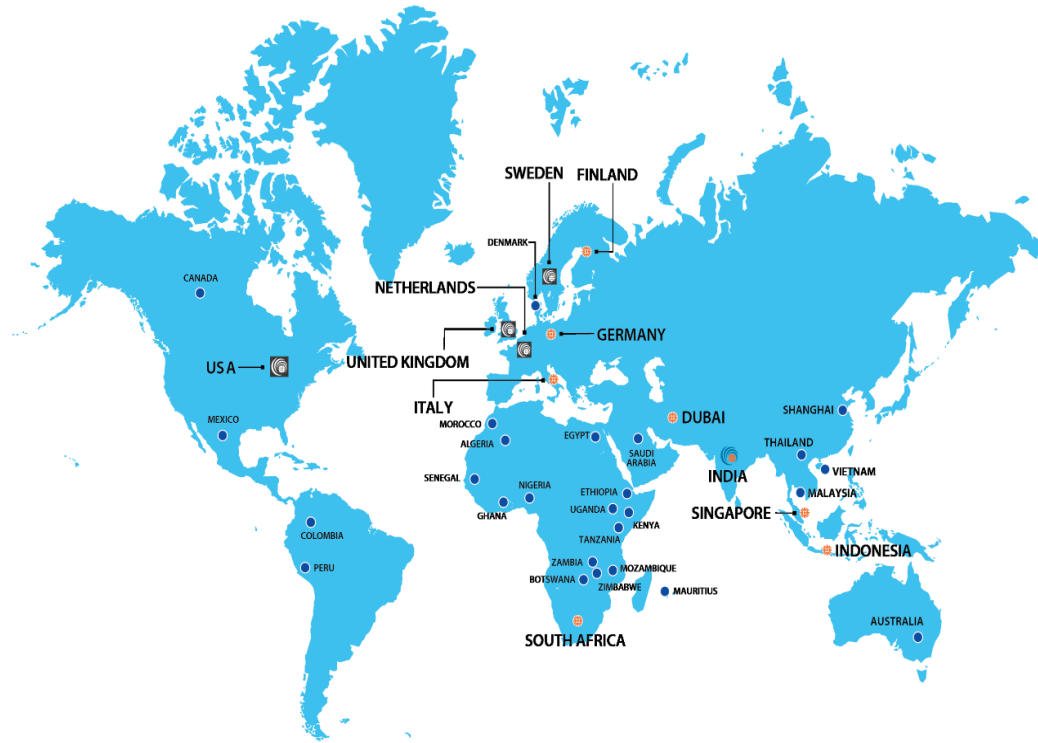 SWEDEN
FINLAND
DENMARK
CANADA
NETHERLANDS
GERMANY
UNITED KINGDOM
USA
ITALY
SHANGHAI
MEXICO
MOROCCO
DUBAI
ALGERIA
EGYPT
SAUDI
ARABIA
THAILAND
INDIA
VIETNAM
SENEGAL
NIGERIA
ETHIOPIA
MALAYSIA
GHANA
UGANDA
SINGAPORE
KENYA
COLOMBIA
TANZANIA
INDONESIA
ZAMBIA
PERU
MOZAMBIQUE
BOTSWANA
ZIMBABWE
MAURITIUS
AUSTRALIA
SOUTH AFRICA